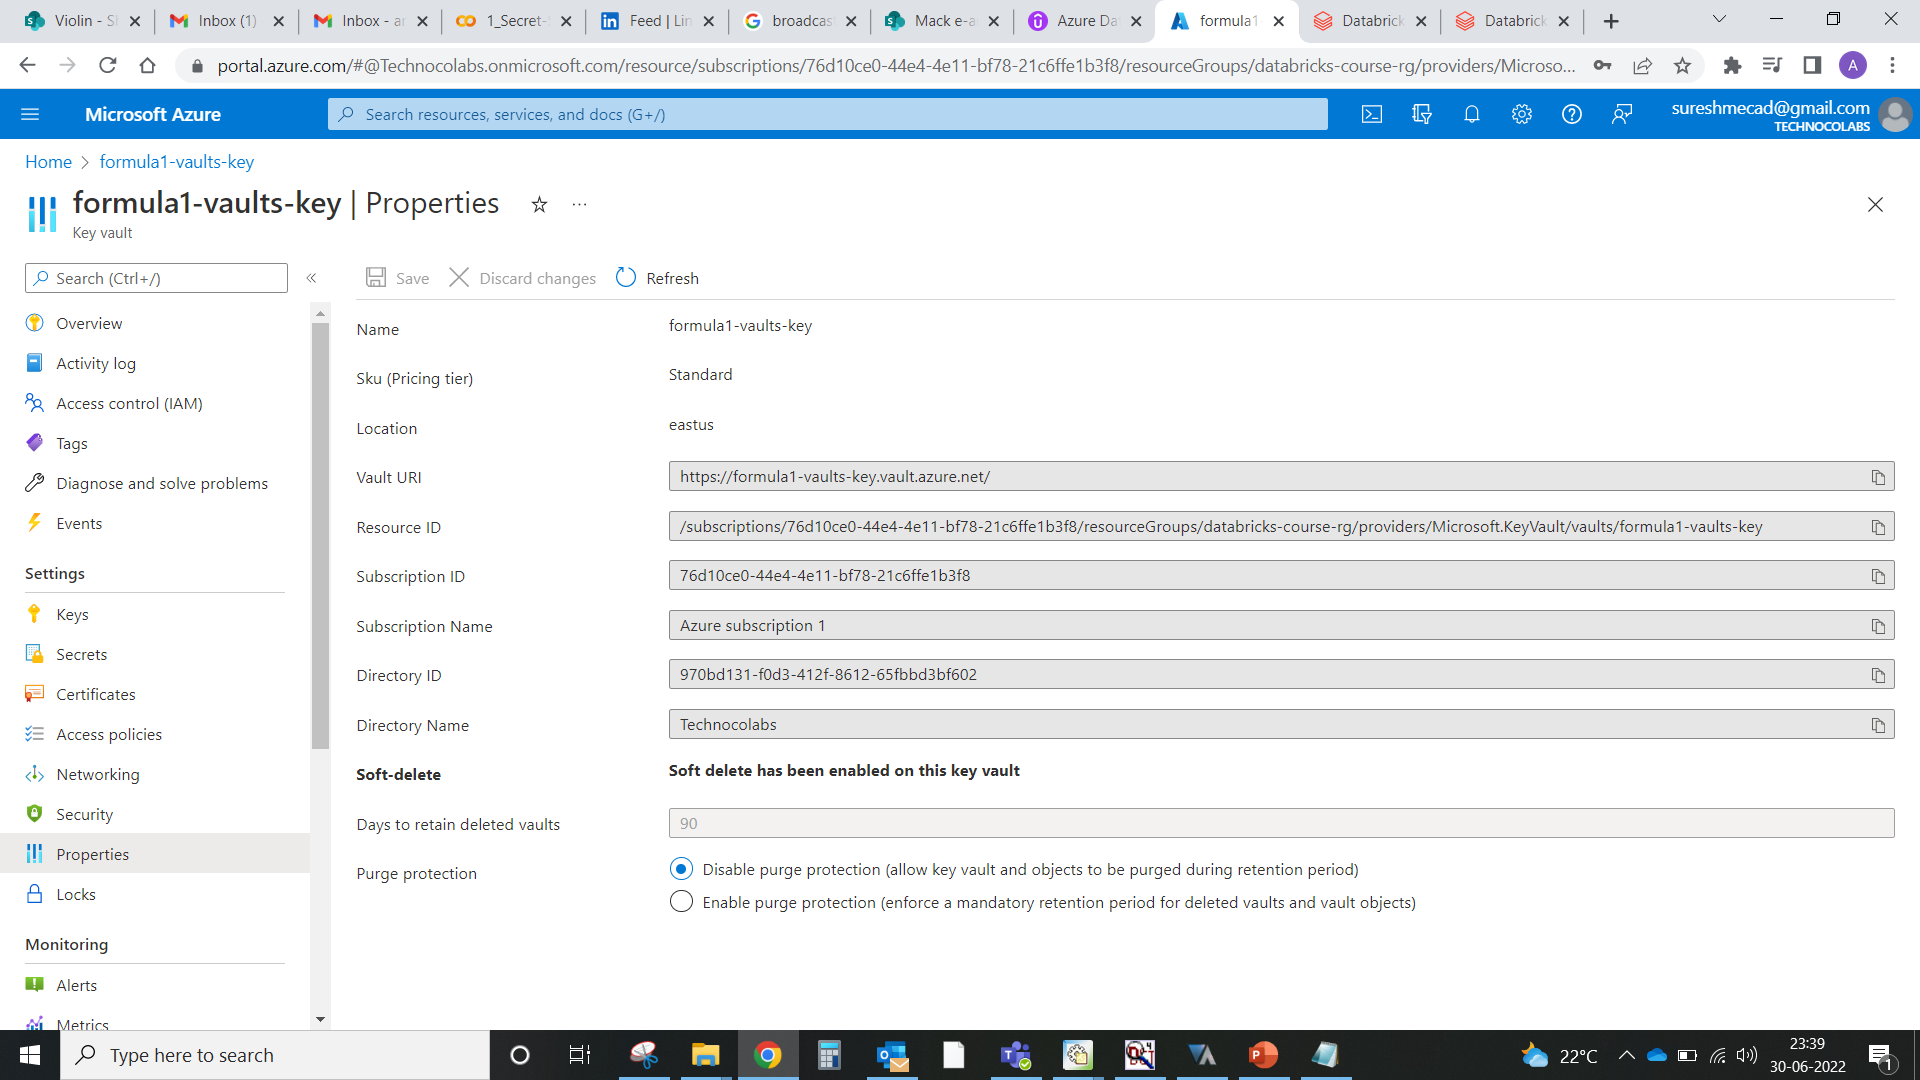 Violin - S
Inbox (1)
Inbox - a
1_Secret-
Feed | Lin
broadcas
Mack e-a
Azure Da
formula1
Databrick
Databrick
portal.azure.com/#@Technocolabs.onmicrosoft.com/resource/subscriptions/76d10ce0-44e4-4e11-bf78-21c6ffe1b3f8/resourceGroups/databricks-course-rg/providers/Microso...
A
Microsoft Azure
Search resources, services, and docs (G+/)
sureshmecad@gmail.com
TECHNOCOLABS
Home > formula1-vaults-key
formula1-vaults-key | Properties
Key vault
Search (Ctrl+/)
Save
Discard changes
Refresh
Overview
Activity log
Access control (IAM)
Tags
Diagnose and solve problems
Events
Settings
Keys
Secrets
Certificates
Access policies
Networking
Security
Properties
Locks
Monitoring
Alerts
Metrics
Name
formula1-vaults-key
Sku (Pricing tier)
Standard
Location
eastus
Vault URI
https://formula1-vaults-key.vault.azure.net/
Resource ID
/subscriptions/76d10ce0-44e4-4e11-bf78-21c6ffe1b3f8/resourceGroups/databricks-course-rg/providers/Microsoft.KeyVault/vaults/formula1-vaults-key
Subscription ID
76d10ce0-44e4-4e11-bf78-21c6ffe1b3f8
Subscription Name
Azure subscription 1
Directory ID
970bd131-f0d3-412f-8612-65fbbd3bf602
Directory Name
Technocolabs
Soft-delete
Soft delete has been enabled on this key vault
Days to retain deleted vaults
90
Purge protection
Disable purge protection (allow key vault and objects to be purged during retention period)
Enable purge protection (enforce a mandatory retention period for deleted vaults and vault objects)
Type here to search
22°C
23:39
30-06-2022
1